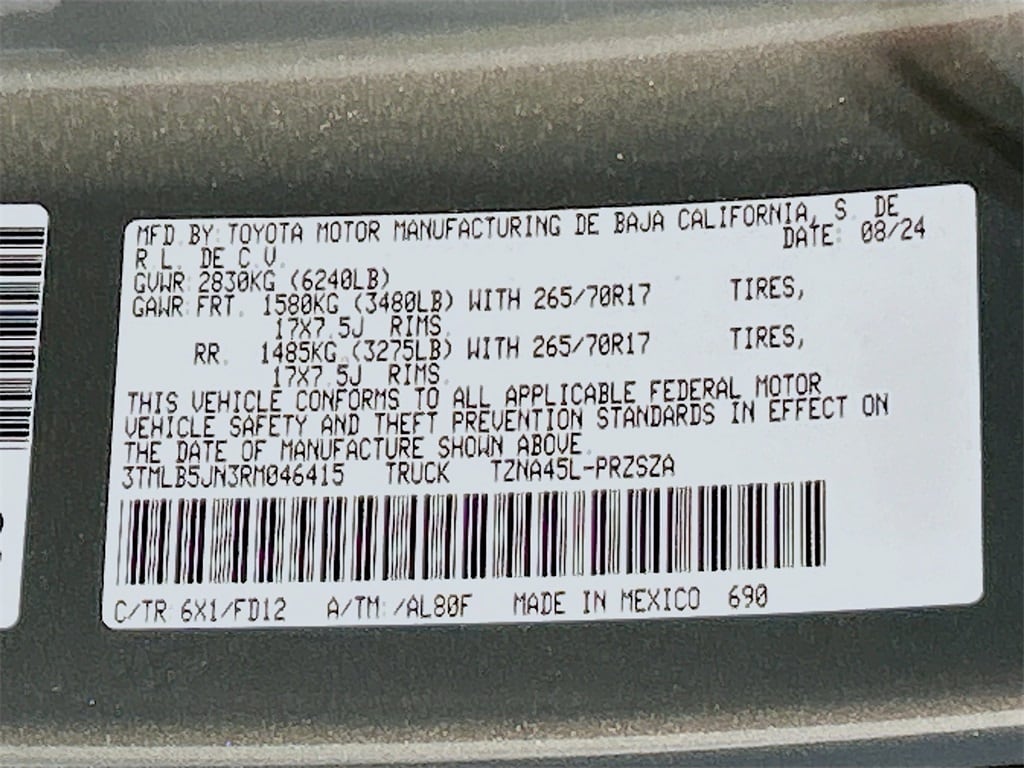 MFD. BY: TOYOTA MOTOR MANUFACTURING DE BAJA CALIFORNIA, S. DE
R.L. DE C.V. DATE: 08/24
GVWR: 2830KG (6240LB)
GAWR: FRT. 1580KG (3480LB) WITH 265/70R17 TIRES,
17X7.5J RIMS.
RR. 1485KG (3275LB) WITH 265/70R17 TIRES,
17X7.5J RIMS.
THIS VEHICLE CONFORMS TO ALL APPLICABLE FEDERAL MOTOR
VEHICLE SAFETY AND THEFT PREVENTION STANDARDS IN EFFECT ON
THE DATE OF MANUFACTURE SHOWN ABOVE.
3TMLB5JN3RM046415 TRUCK TZNA45L-PRZSZA
C/TR: 6X1/FD12 A/TM: /AL80F MADE IN MEXICO 690